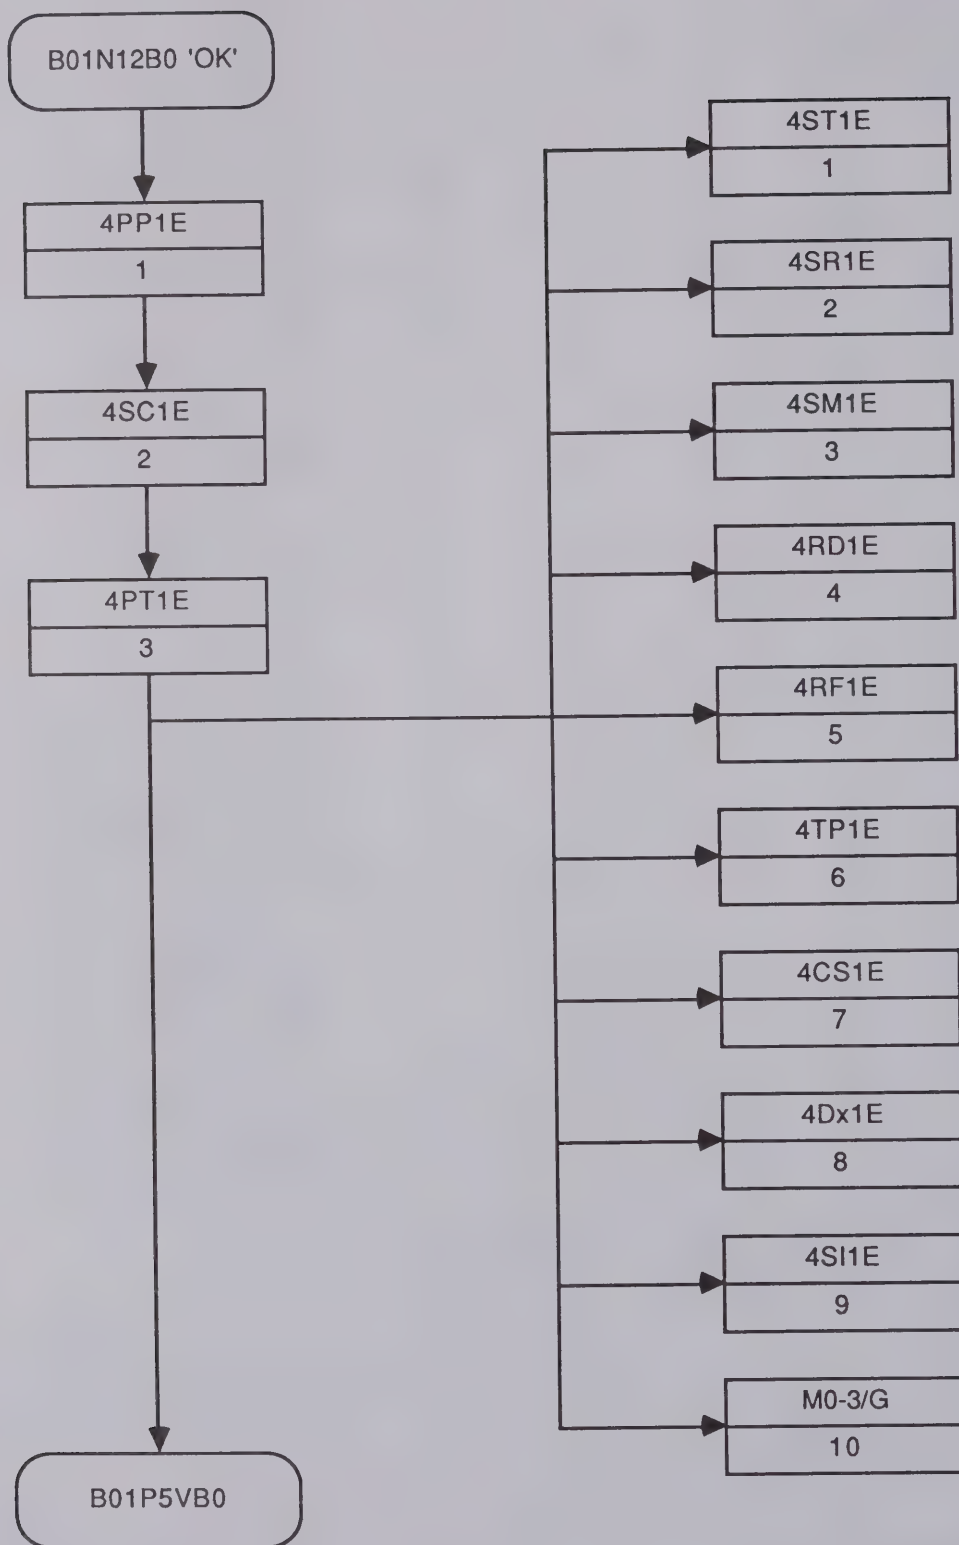 B01N12B0 'OK'
4PP1E
1
4SC1E
2
4PT1E
3
B01P5VB0
4ST1E
1
4SR1E
2
4SM1E
3
4RD1E
4
4RF1E
5
4TP1E
6
4CS1E
7
4Dx1E
8
4SI1E
9
M0-3/G
10